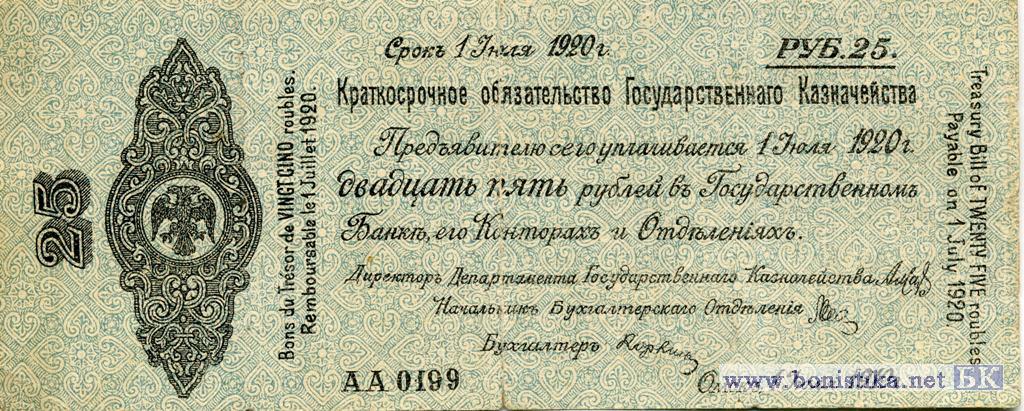 Срокъ 1 Іюля 1920 г.
РУБ. 25.
Краткосрочное обязательство Государственнаго Казначейства
Предъявителю сего уплачивается 1 Іюля 1920 г.
двадцать пять рублей въ Государственномъ
Банкѣ, его Конторахъ и Отдѣленіяхъ.
Директоръ Департамента Государственнаго Казначейства
Начальникъ Бухгалтерскаго Отдѣленія
Бухгалтеръ
АА 0199
25
Bons du Trésor de VINGT CINQ roubles.
Remboursable le 1 Juillet 1920.
Treasury Bill of TWENTY FIVE roubles
Payable on 1 July 1920.
www.bonistika.net БК